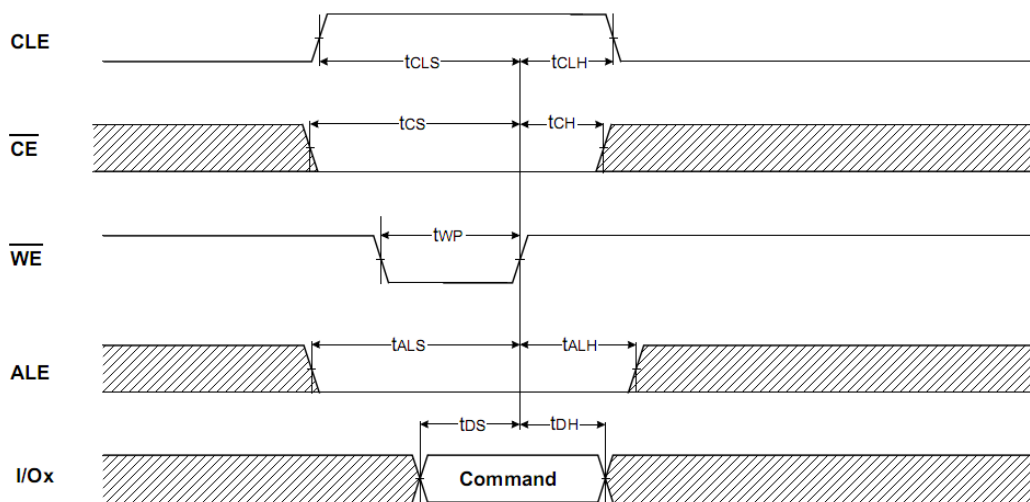 CLE
tCLS tCLH
CE
tCS tCH
WE
tWP
ALE
tALS tALH
tDS tDH
I/Ox Command